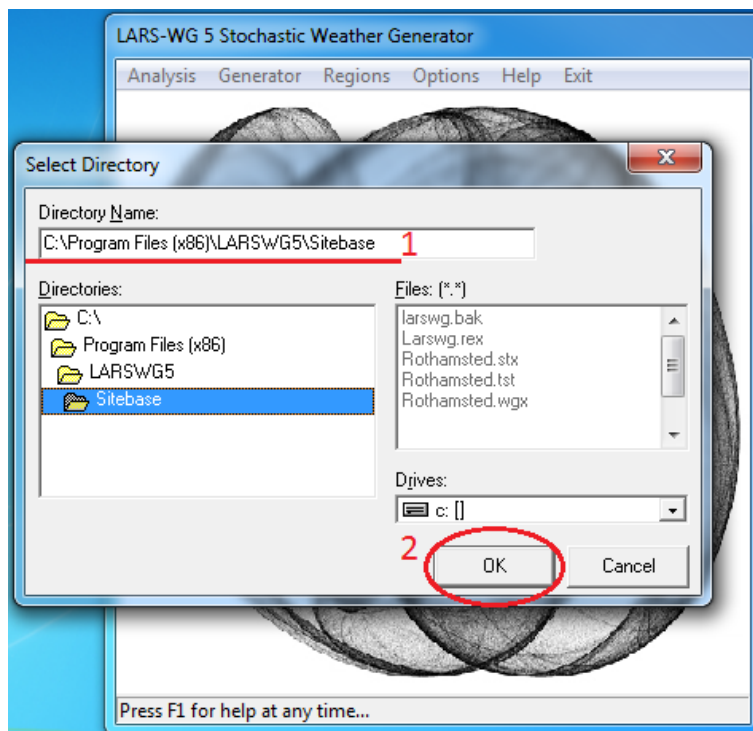 LARS-WG 5 Stochastic Weather Generator
Analysis Generator Regions Options Help Exit
Select Directory
Directory Name:
C:\Program Files (x86)\LARSWG5\Sitebase 1
Directories:
C:\
Program Files (x86)
LARSWG5
Sitebase
Files: (*.*)
larswg.bak
Larswg.rex
Rothamsted.stx
Rothamsted.tst
Rothamsted.wgx
Drives:
c: []
2 OK Cancel
Press F1 for help at any time...